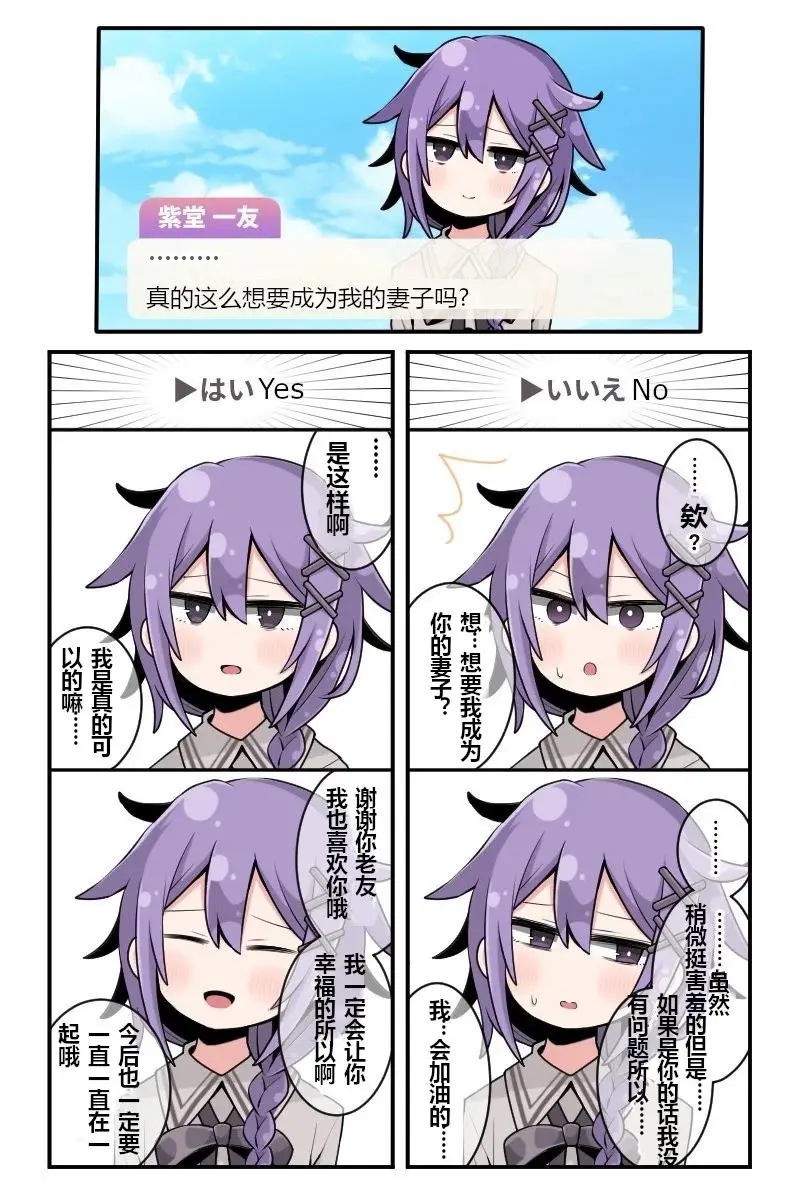 紫堂 一友
………
真的这么想要成为我的妻子吗?
▶はい Yes
……
是这样啊
我是真的可
以的嘛……
谢谢你老友
我也喜欢你哦
我一定会让你
幸福的所以啊
今后也一定要
一直一直在一
起哦
▶いいえ No
……
欸?
想…想要我成为
你的妻子?
………
………虽然
稍微挺害羞的但是……
如果是你的话我没
有问题所以……
我…会加油的……